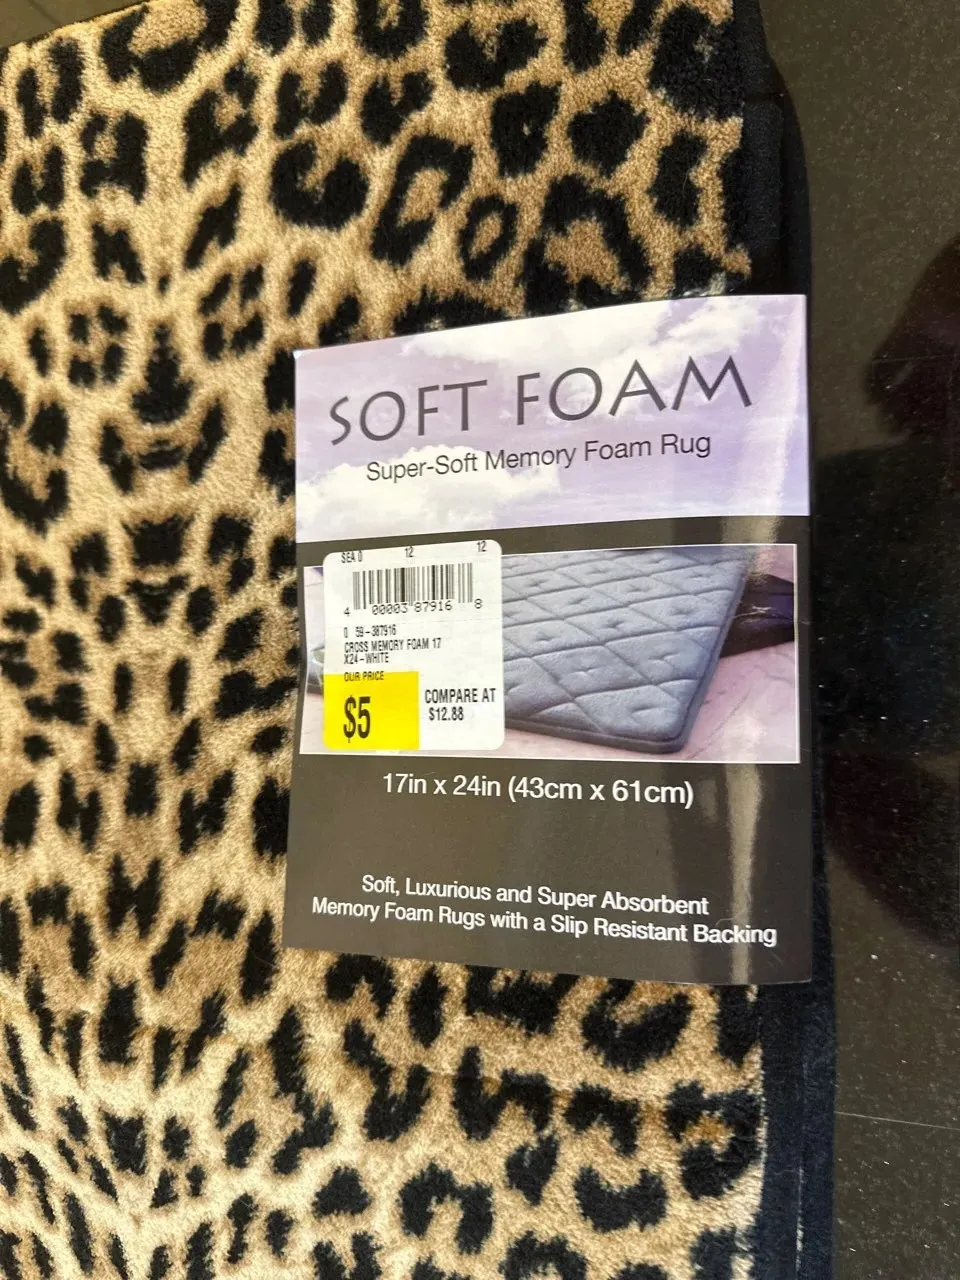 SOFT FOAM
Super-Soft Memory Foam Rug
SEA 0 12 12
4 00003 87916 8
0 59-387916
CROSS MEMORY FOAM 17
X24-WHITE
OUR PRICE
$5
COMPARE AT
$12.88
17in x 24in (43cm x 61cm)
Soft, Luxurious and Super Absorbent
Memory Foam Rugs with a Slip Resistant Backing